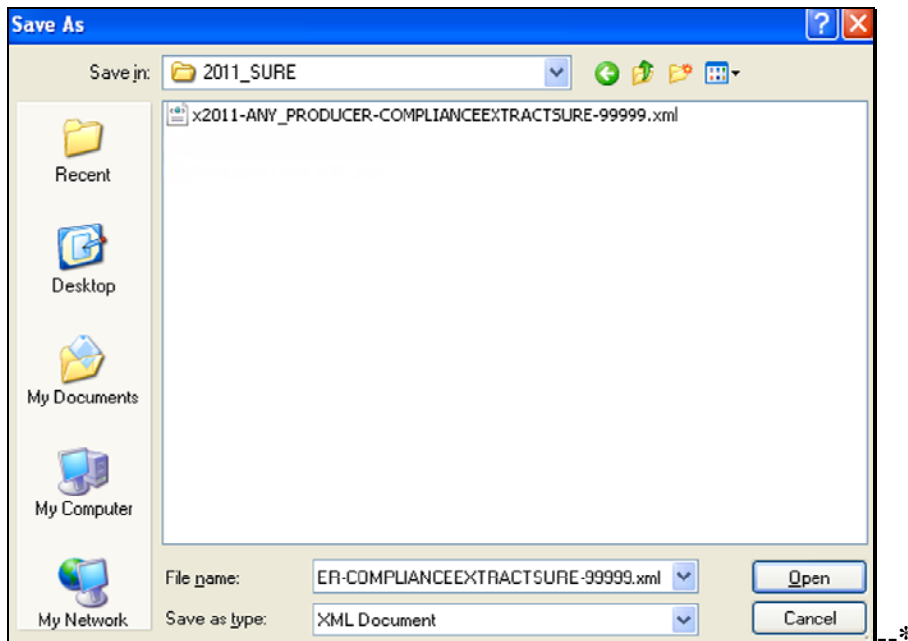 Save As
Save in: 2011_SURE
x2011-ANY_PRODUCER-COMPLIANCEEXTRACTSURE-99999.xml
Recent
Desktop
My Documents
My Computer
My Network
File name: ER-COMPLIANCEEXTRACTSURE-99999.xml Open
Save as type: XML Document Cancel
--*